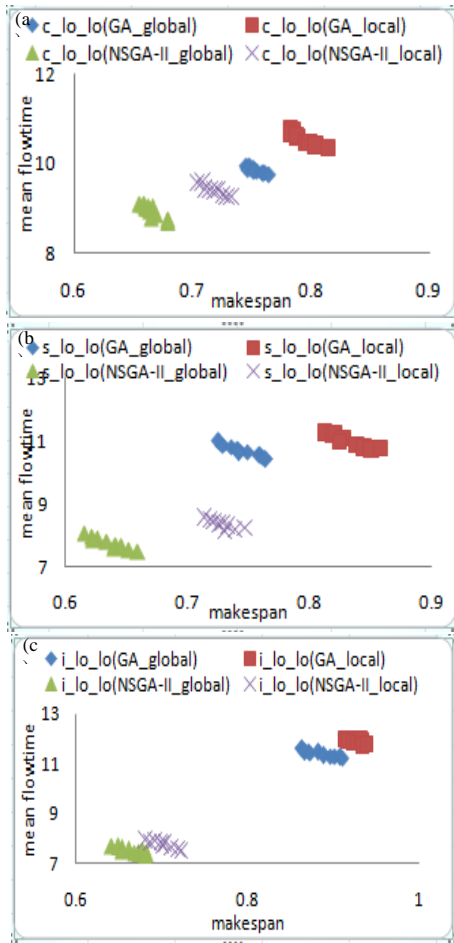 (a
c_lo_lo(GA_global) c_lo_lo(GA_local)
c_lo_lo(NSGA-II_global) c_lo_lo(NSGA-II_local)
12
10
8
mean flowtime
0.6 0.7 0.8 0.9
makespan
(b
s_lo_lo(GA_global) s_lo_lo(GA_local)
s_lo_lo(NSGA-II_global) s_lo_lo(NSGA-II_local)
13
11
9
7
mean flowtime
0.6 0.7 0.8 0.9
makespan
(c
i_lo_lo(GA_global) i_lo_lo(GA_local)
i_lo_lo(NSGA-II_global) i_lo_lo(NSGA-II_local)
13
11
9
7
mean flowtime
0.6 0.8 1
makespan